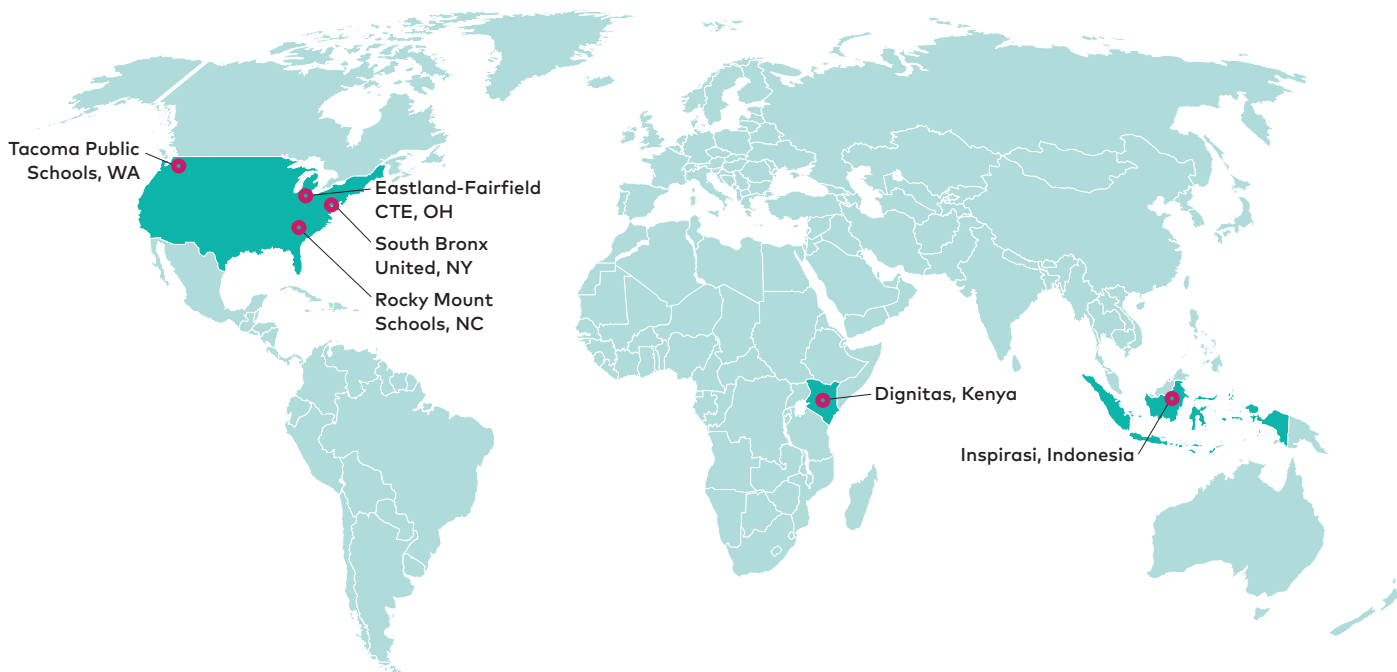 Tacoma Public
Schools, WA
Eastland-Fairfield
CTE, OH
South Bronx
United, NY
Rocky Mount
Schools, NC
Dignitas, Kenya
Inspirasi, Indonesia